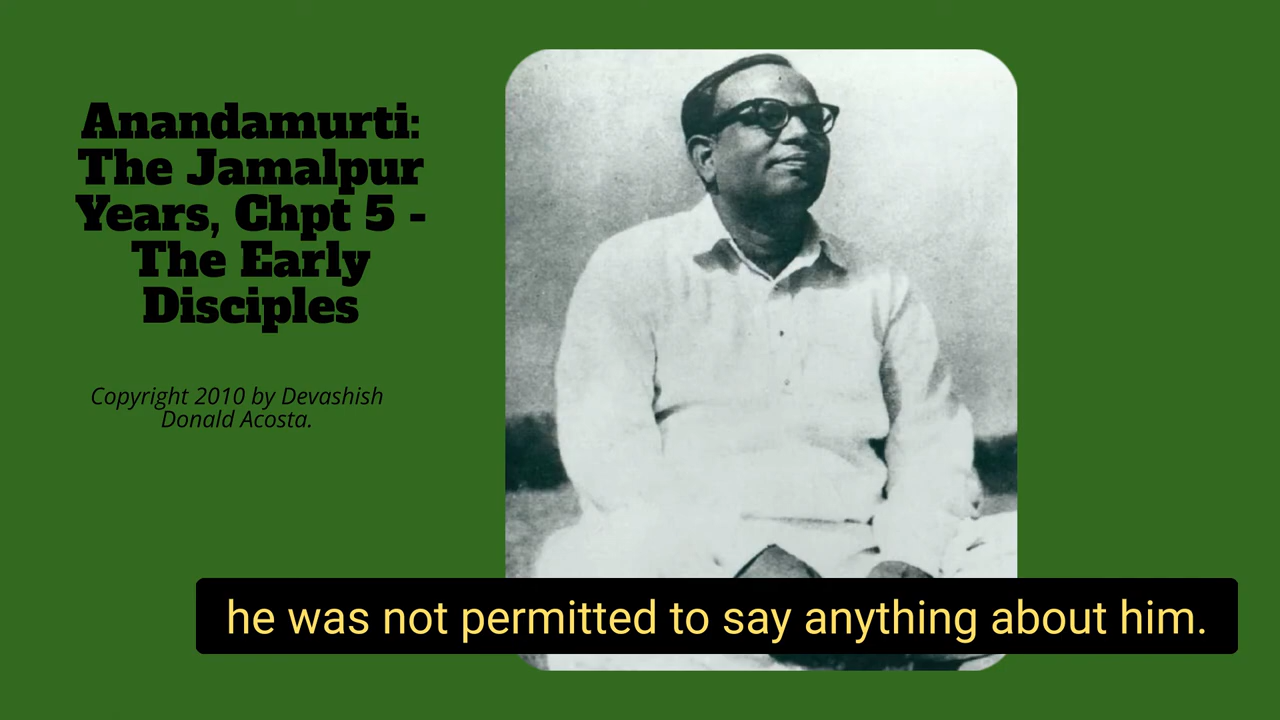 Anandamurti:
The Jamalpur
Years, Chpt 5 -
The Early
Disciples
Copyright 2010 by Devashish
Donald Acosta.
he was not permitted to say anything about him.